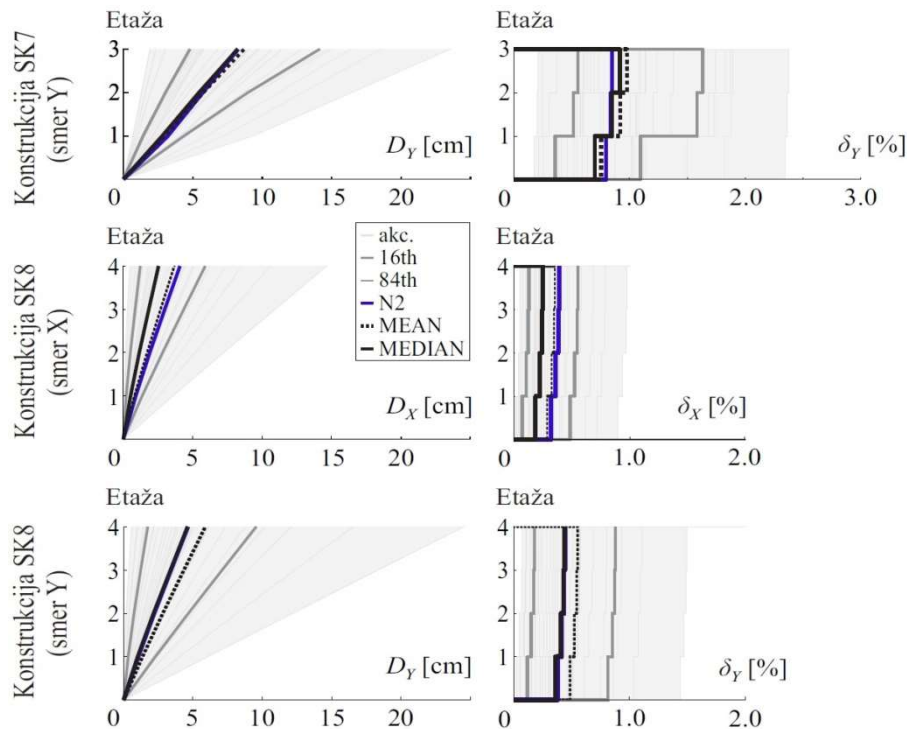 Konstrukcija SK7
(smer Y)
Etaža
3
2
1
0 5 10 15 20
D_Y [cm]
Etaža
3
2
1
0 1.0 2.0 3.0
δ_Y [%]
Konstrukcija SK8
(smer X)
Etaža
4
3
2
1
0 5 10 15 20
D_X [cm]
akc.
16th
84th
N2
MEAN
MEDIAN
Etaža
4
3
2
1
0 1.0 2.0
δ_X [%]
Konstrukcija SK8
(smer Y)
Etaža
4
3
2
1
0 5 10 15 20 25
D_Y [cm]
Etaža
4
3
2
1
0 1.0 2.0
δ_Y [%]